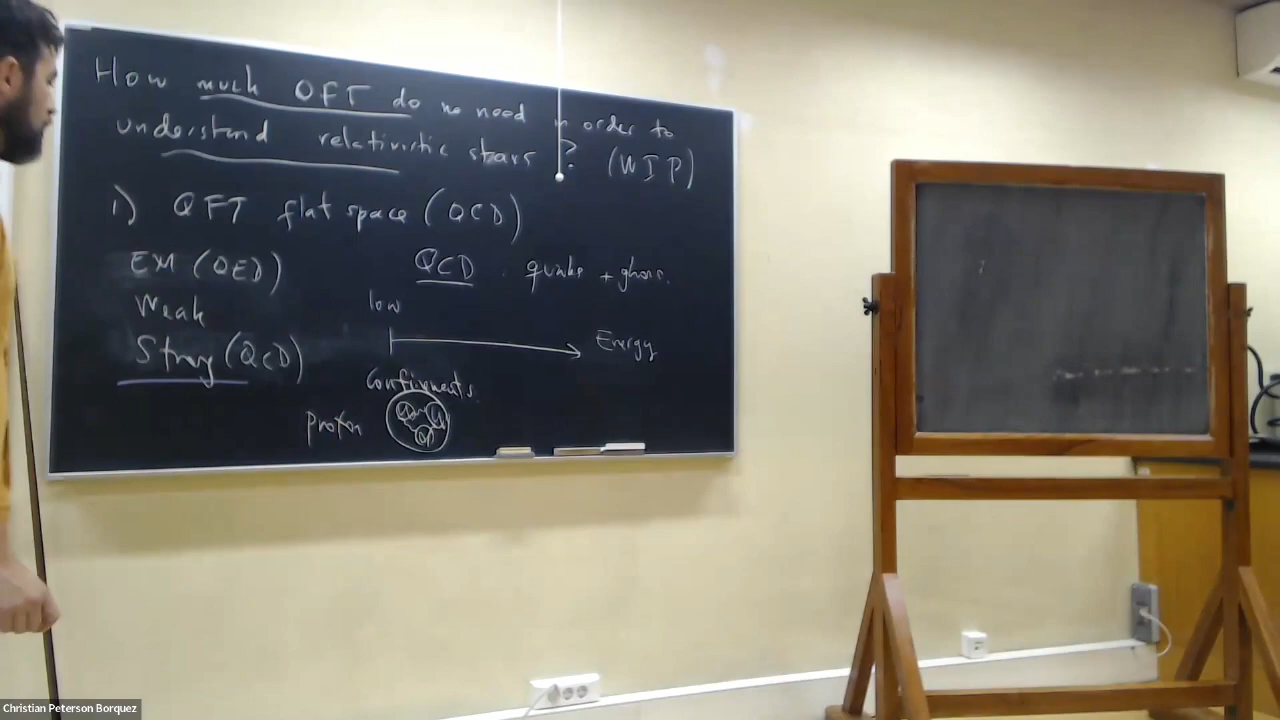 How much QFT do we need in order to
understand relativistic stars ? (WIP)
1) QFT flat space (QCD)
EM (QED)
QCD . quarks + gluons.
Weak
low
Strong (QCD)
Energy
Confinements.
proton
Christian Peterson Borquez